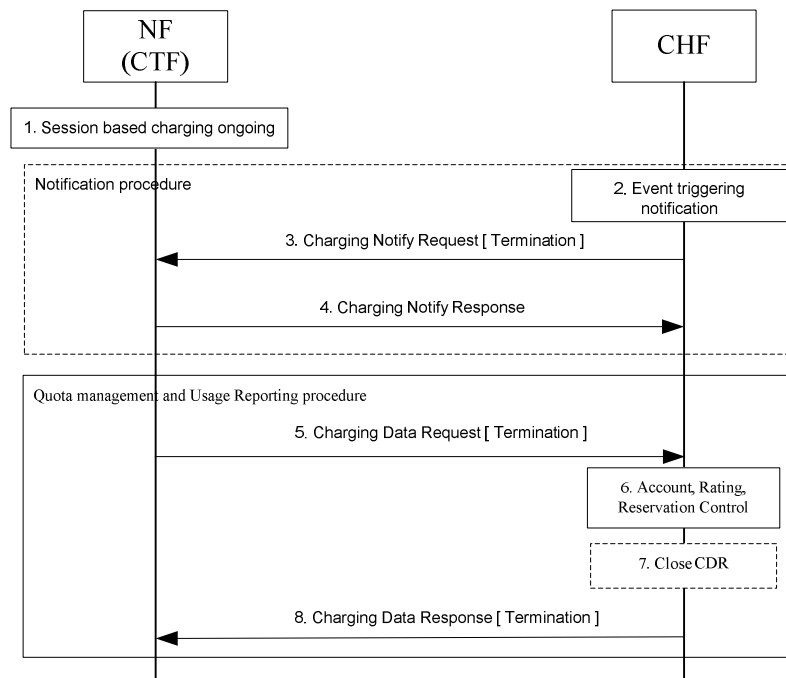 NF
(CTF)
CHF
1. Session based charging ongoing
Notification procedure
2. Event triggering
notification
3. Charging Notify Request [ Termination ]
4. Charging Notify Response
Quota management and Usage Reporting procedure
5. Charging Data Request [ Termination ]
6. Account, Rating,
Reservation Control
7. Close CDR
8. Charging Data Response [ Termination ]